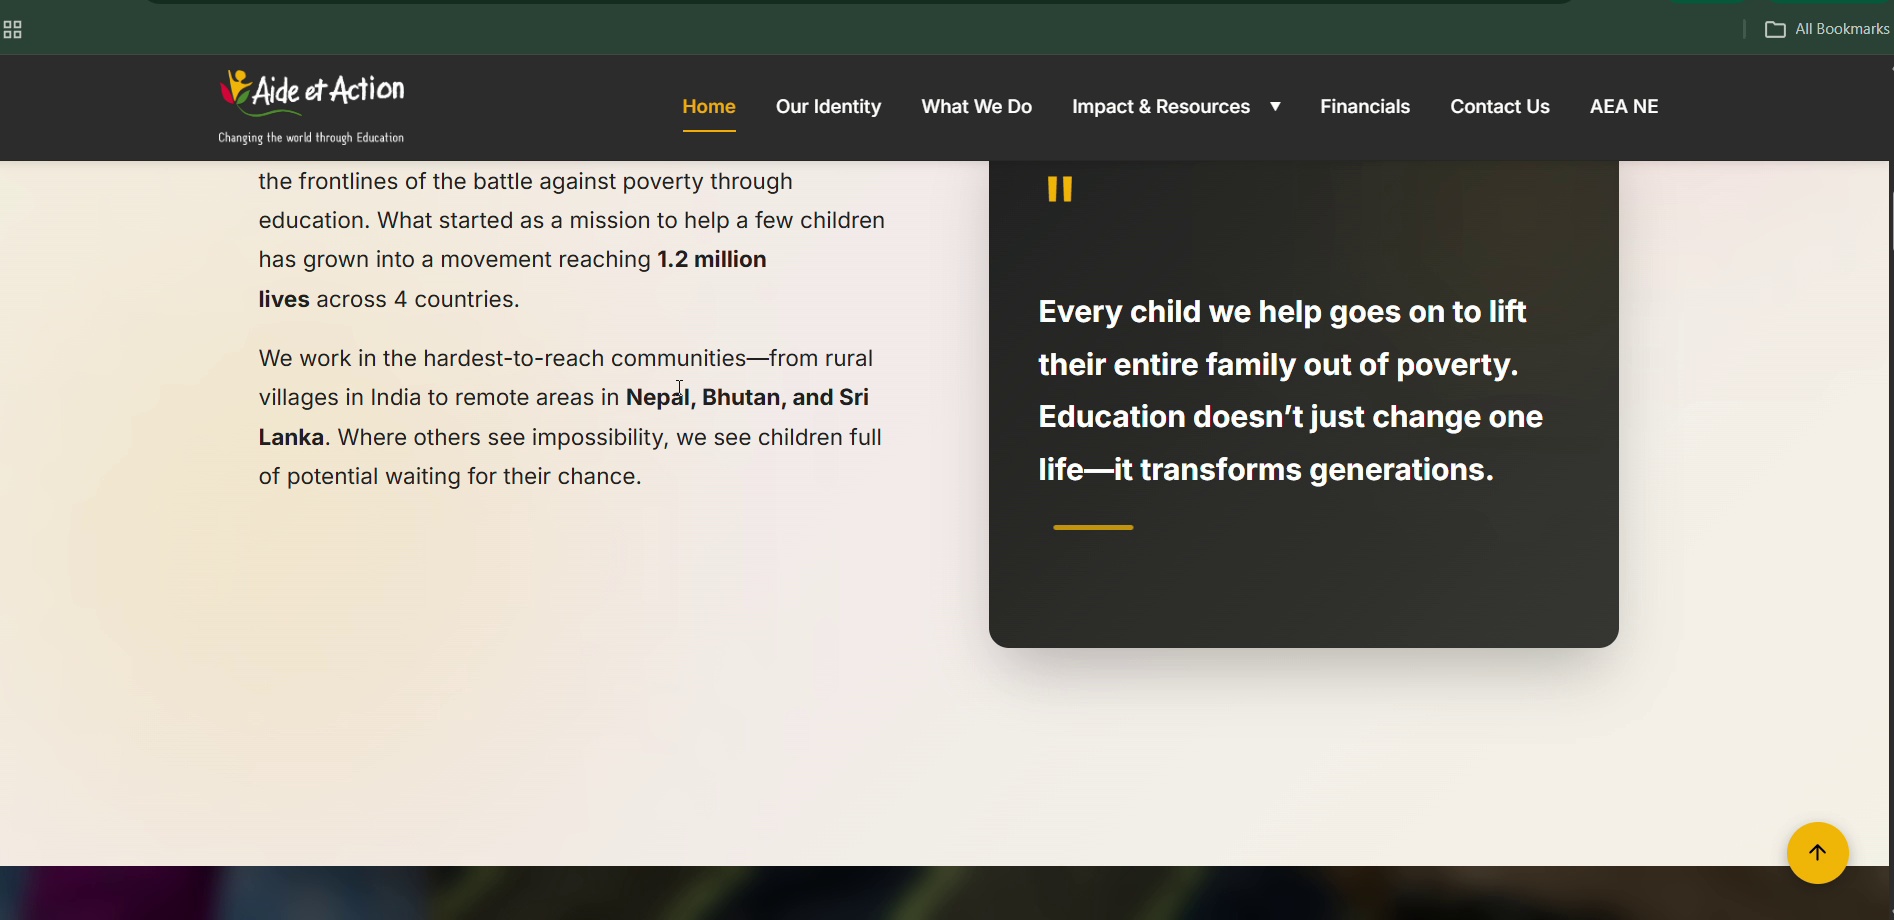 All Bookmarks
Aide et Action
Changing the world through Education
Home
Our Identity
What We Do
Impact & Resources ▼
Financials
Contact Us
AEA NE
the frontlines of the battle against poverty through
education. What started as a mission to help a few children
has grown into a movement reaching 1.2 million
lives across 4 countries.
We work in the hardest-to-reach communities—from rural
villages in India to remote areas in Nepal, Bhutan, and Sri
Lanka. Where others see impossibility, we see children full
of potential waiting for their chance.
"
Every child we help goes on to lift
their entire family out of poverty.
Education doesn’t just change one
life—it transforms generations.